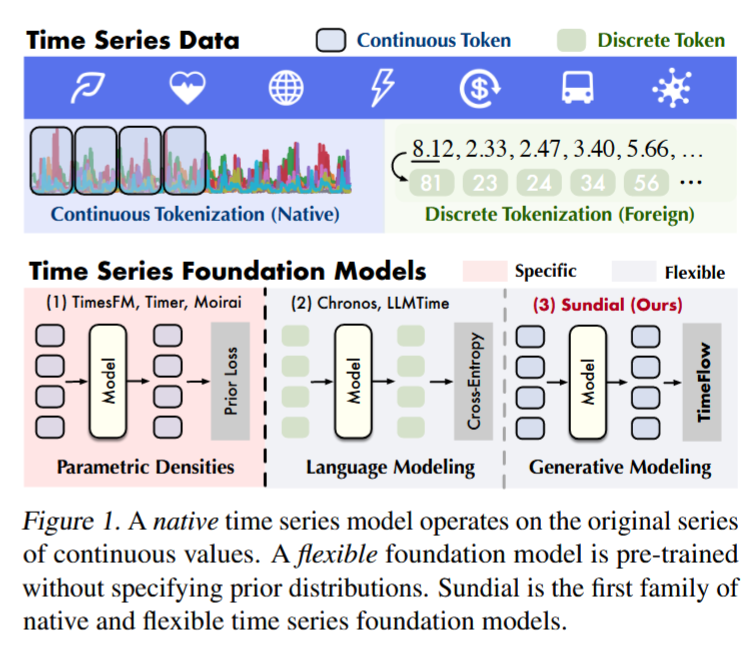 Time Series Data
Continuous Token
Discrete Token
$
8.12, 2.33, 2.47, 3.40, 5.66, ...
81 23 24 34 56 ...
Continuous Tokenization (Native)
Discrete Tokenization (Foreign)
Time Series Foundation Models
Specific
Flexible
(1) TimesFM, Timer, Moirai
Model
Prior Loss
Parametric Densities
(2) Chronos, LLMTime
Model
Cross-Entropy
Language Modeling
(3) Sundial (Ours)
Model
TimeFlow
Generative Modeling
Figure 1. A native time series model operates on the original series
of continuous values. A flexible foundation model is pre-trained
without specifying prior distributions. Sundial is the first family of
native and flexible time series foundation models.